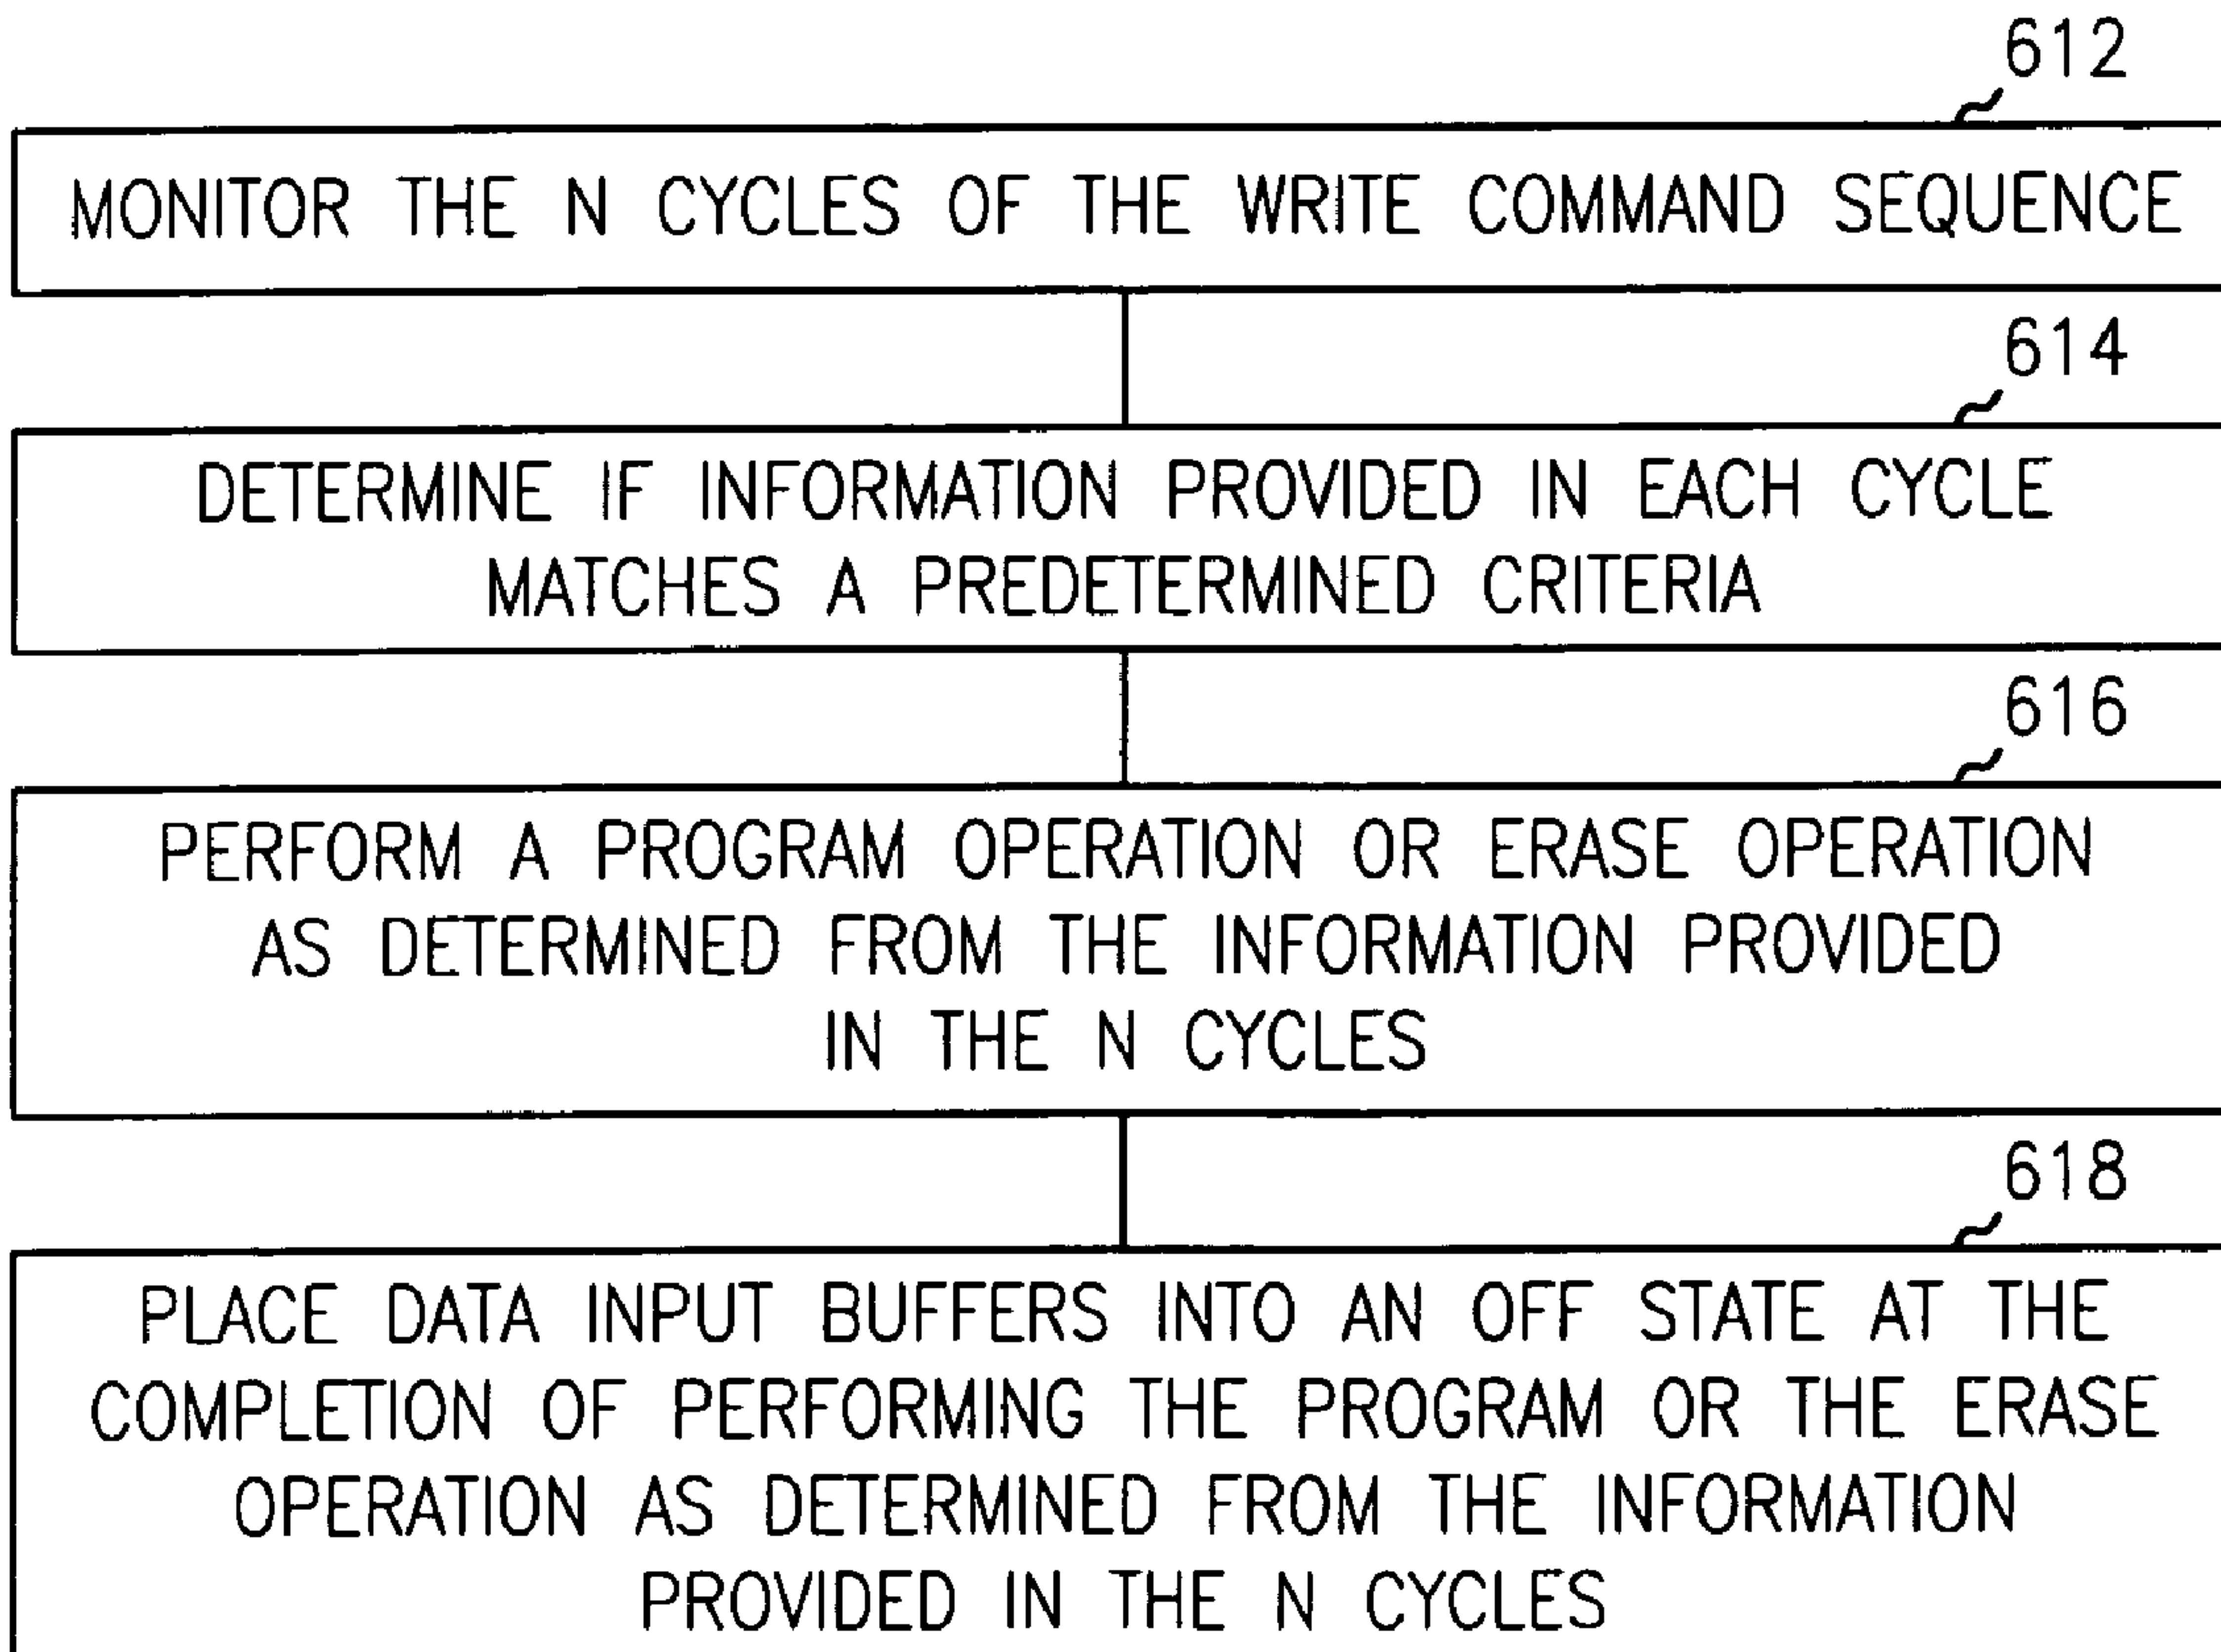 612
MONITOR THE N CYCLES OF THE WRITE COMMAND SEQUENCE
614
DETERMINE IF INFORMATION PROVIDED IN EACH CYCLE
MATCHES A PREDETERMINED CRITERIA
616
PERFORM A PROGRAM OPERATION OR ERASE OPERATION
AS DETERMINED FROM THE INFORMATION PROVIDED
IN THE N CYCLES
618
PLACE DATA INPUT BUFFERS INTO AN OFF STATE AT THE
COMPLETION OF PERFORMING THE PROGRAM OR THE ERASE
OPERATION AS DETERMINED FROM THE INFORMATION
PROVIDED IN THE N CYCLES